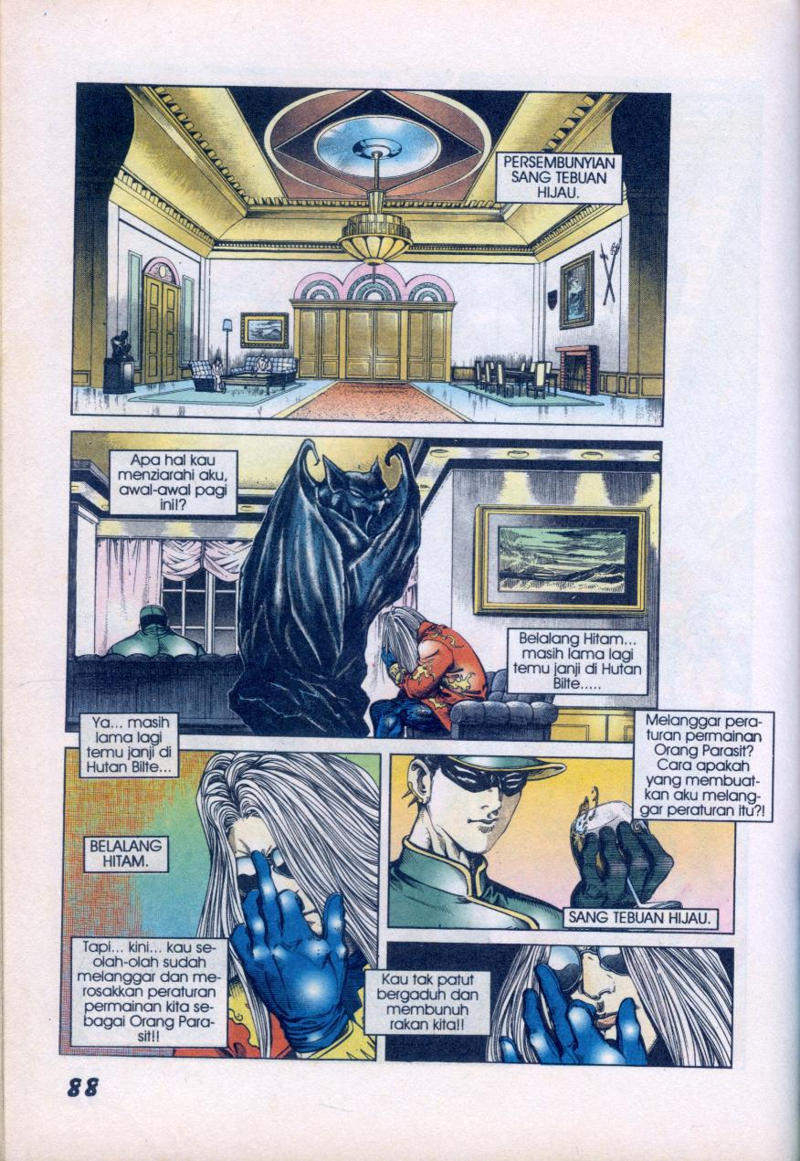 PERSEMBUNYIAN
SANG TEBUAN
HIJAU.
Apa hal kau
menziarahi aku,
awal-awal pagi
ini!?
Belalang Hitam...
masih lama lagi
temu janji di Hutan
Bilte.....
Ya... masih
lama lagi
temu janji di
Hutan Bilte...
BELALANG
HITAM.
Tapi... kini... kau se-
olah-olah sudah
melanggar dan me-
rosakkan peraturan
permainan kita se-
bagai Orang Para-
sit!!
Melanggar pera-
turan permainan
Orang Parasit?
Cara apakah
yang membuat-
kan aku melang-
gar peraturan itu?!
SANG TEBUAN HIJAU.
Kau tak patut
bergaduh dan
membunuh
rakan kita!!
88